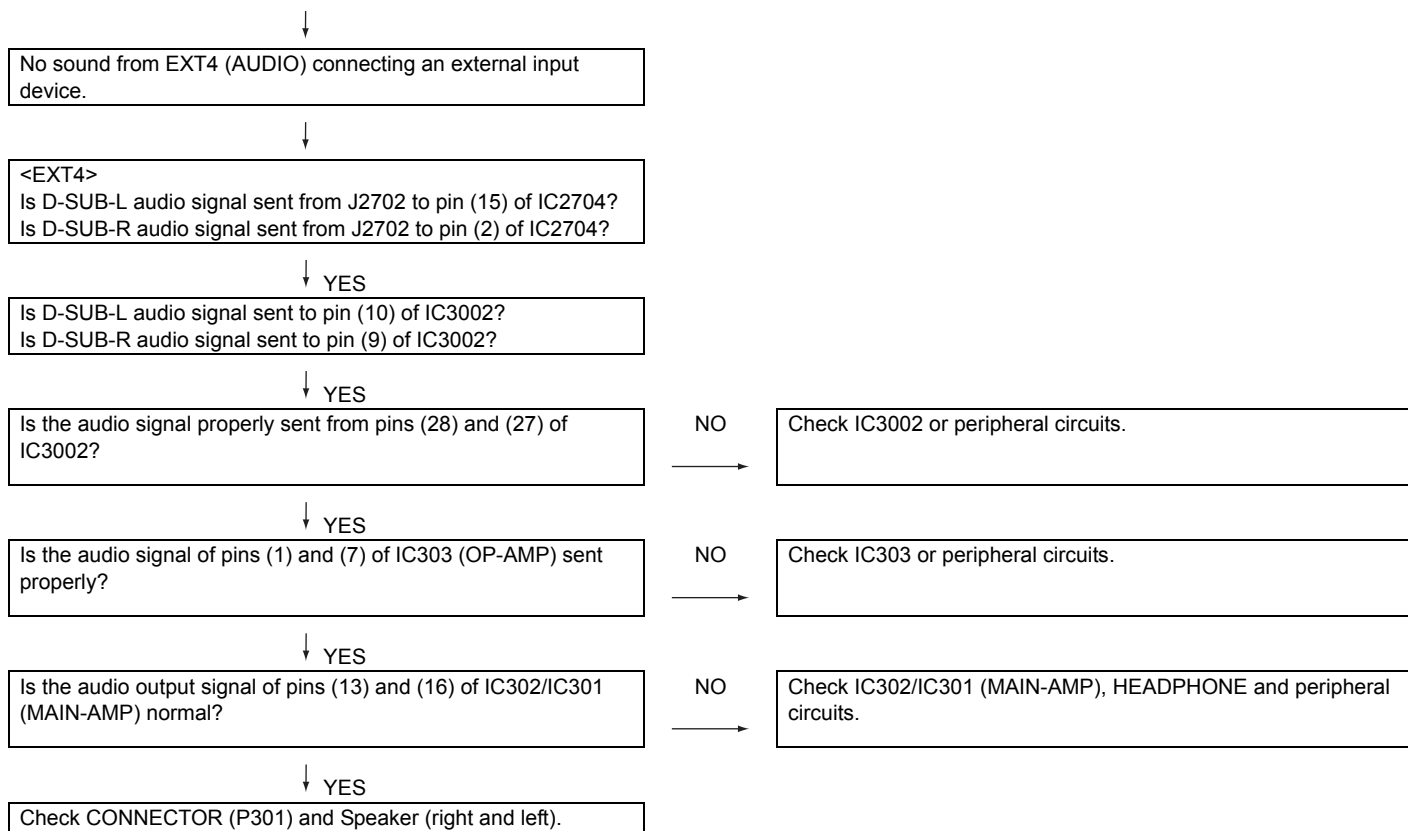 No sound from EXT4 (AUDIO) connecting an external input
device.
<EXT4>
Is D-SUB-L audio signal sent from J2702 to pin (15) of IC2704?
Is D-SUB-R audio signal sent from J2702 to pin (2) of IC2704?
YES
Is D-SUB-L audio signal sent to pin (10) of IC3002?
Is D-SUB-R audio signal sent to pin (9) of IC3002?
YES
Is the audio signal properly sent from pins (28) and (27) of
IC3002?
NO
Check IC3002 or peripheral circuits.
YES
Is the audio signal of pins (1) and (7) of IC303 (OP-AMP) sent
properly?
NO
Check IC303 or peripheral circuits.
YES
Is the audio output signal of pins (13) and (16) of IC302/IC301
(MAIN-AMP) normal?
NO
Check IC302/IC301 (MAIN-AMP), HEADPHONE and peripheral
circuits.
YES
Check CONNECTOR (P301) and Speaker (right and left).